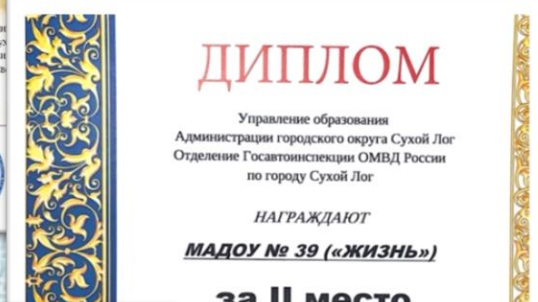 ДИПЛОМ
Управление образования
Администрации городского округа Сухой Лог
Отделение Госавтоинспекции ОМВД России
по городу Сухой Лог
НАГРАЖДАЮТ
МАДОУ № 39 («ЖИЗНЬ»)
за II место